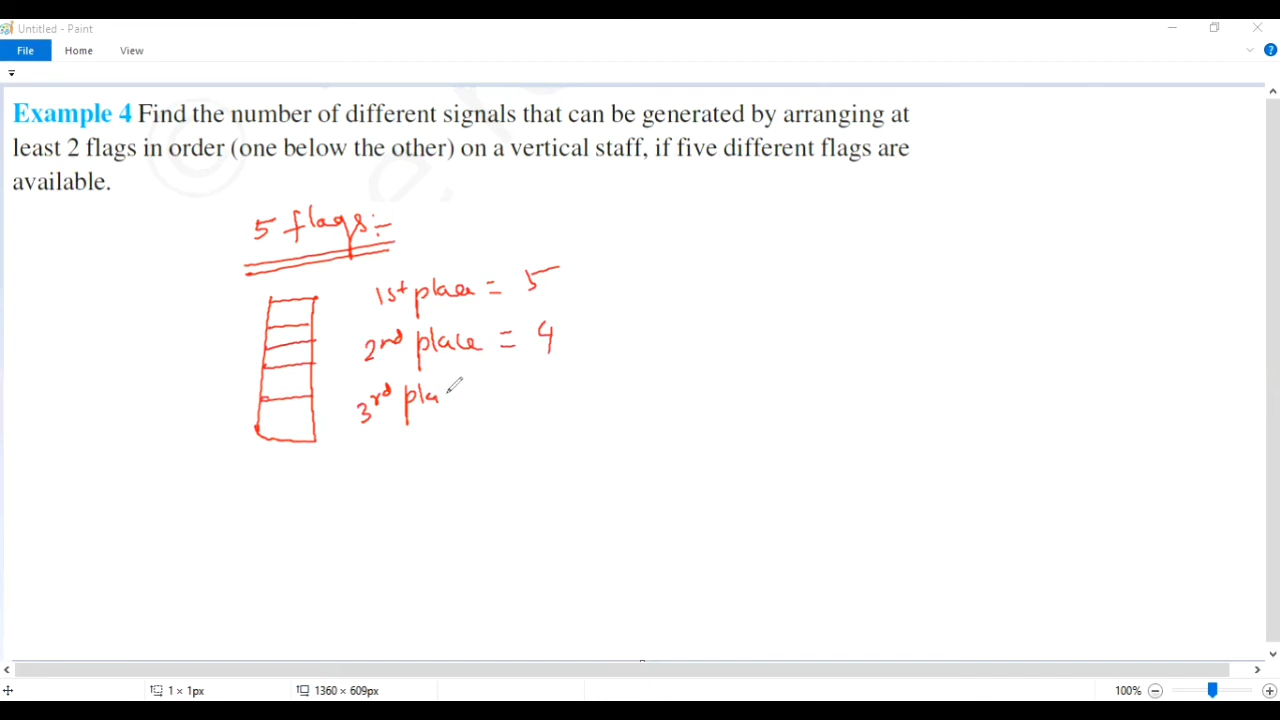 Untitled - Paint
File Home View
Example 4 Find the number of different signals that can be generated by arranging at
least 2 flags in order (one below the other) on a vertical staff, if five different flags are
available.
5 flags:-
1st place = 5
2nd place = 4
3rd pla
1 × 1px 1360 × 609px 100%